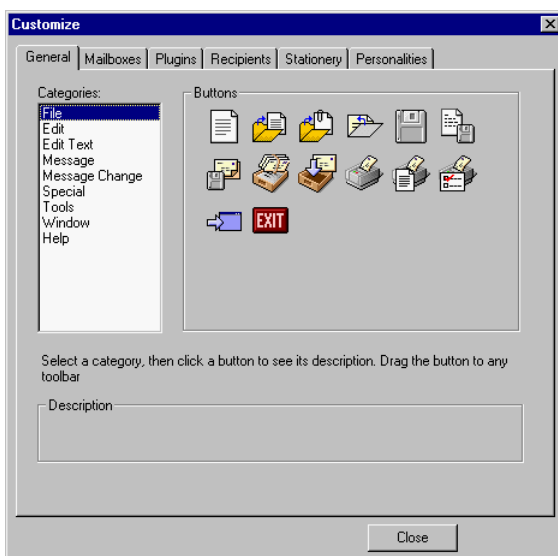 Customize
General Mailboxes Plugins Recipients Stationery Personalities
Categories:
Buttons
File
Edit
Edit Text
Message
Message Change
Special
Tools
Window
Help
EXIT
Select a category, then click a button to see its description. Drag the button to any
toolbar
Description
Close